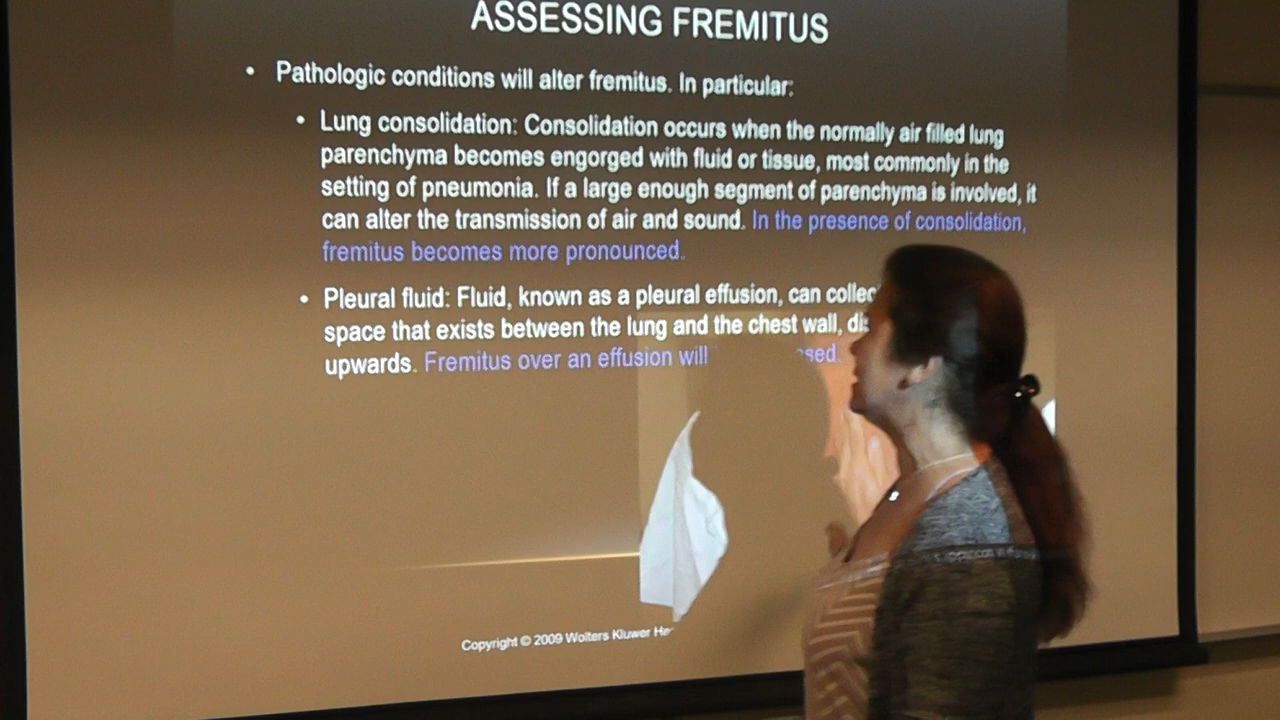 ASSESSING FREMITUS
• Pathologic conditions will alter fremitus. In particular:
• Lung consolidation: Consolidation occurs when the normally air filled lung
parenchyma becomes engorged with fluid or tissue, most commonly in the
setting of pneumonia. If a large enough segment of parenchyma is involved, it
can alter the transmission of air and sound. In the presence of consolidation,
fremitus becomes more pronounced.
• Pleural fluid: Fluid, known as a pleural effusion, can
space that exists between the lung and the chest wall,
upwards. Fremitus over an effusion will
Copyright © 2009 Wolters Kluwer